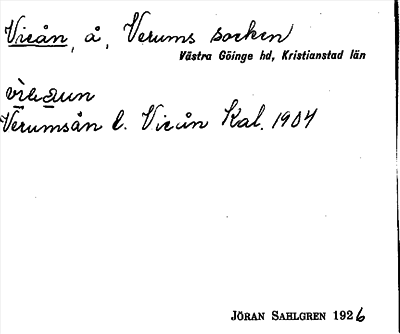 Vieån, å, Verums socken
Västra Göinge hd, Kristianstad län
Verumsån l. Vieån Kal. 1904
JÖRAN SAHLGREN 1926